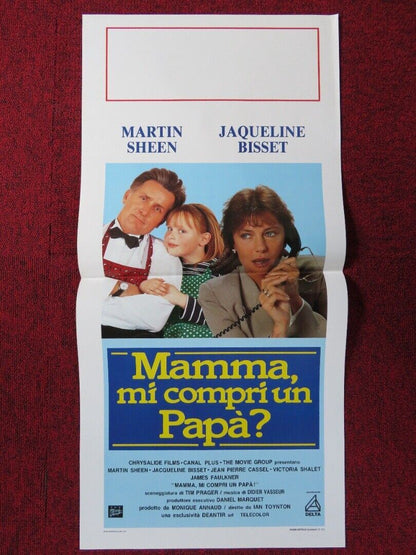 MARTIN JAQUELINE
SHEEN BISSET
Mamma,
mi compri un
Papà?
CHRYSALIDE FILMS - CANAL PLUS - THE MOVIE GROUP presentano
MARTIN SHEEN - JACQUELINE BISSET - JEAN PIERRE CASSEL - VICTORIA SHALET
JAMES FAULKNER
"MAMMA, MI COMPRI UN PAPÀ!"
sceneggiatura di TIM PRAGER / musica di DIDIER VASSEUR
produttore esecutivo DANIEL MARQUET
prodotto da MONIQUE ANNAUD / diretto da IAN TOYNTON
una esclusività DEANTIR srl TELECOLOR
DELTA